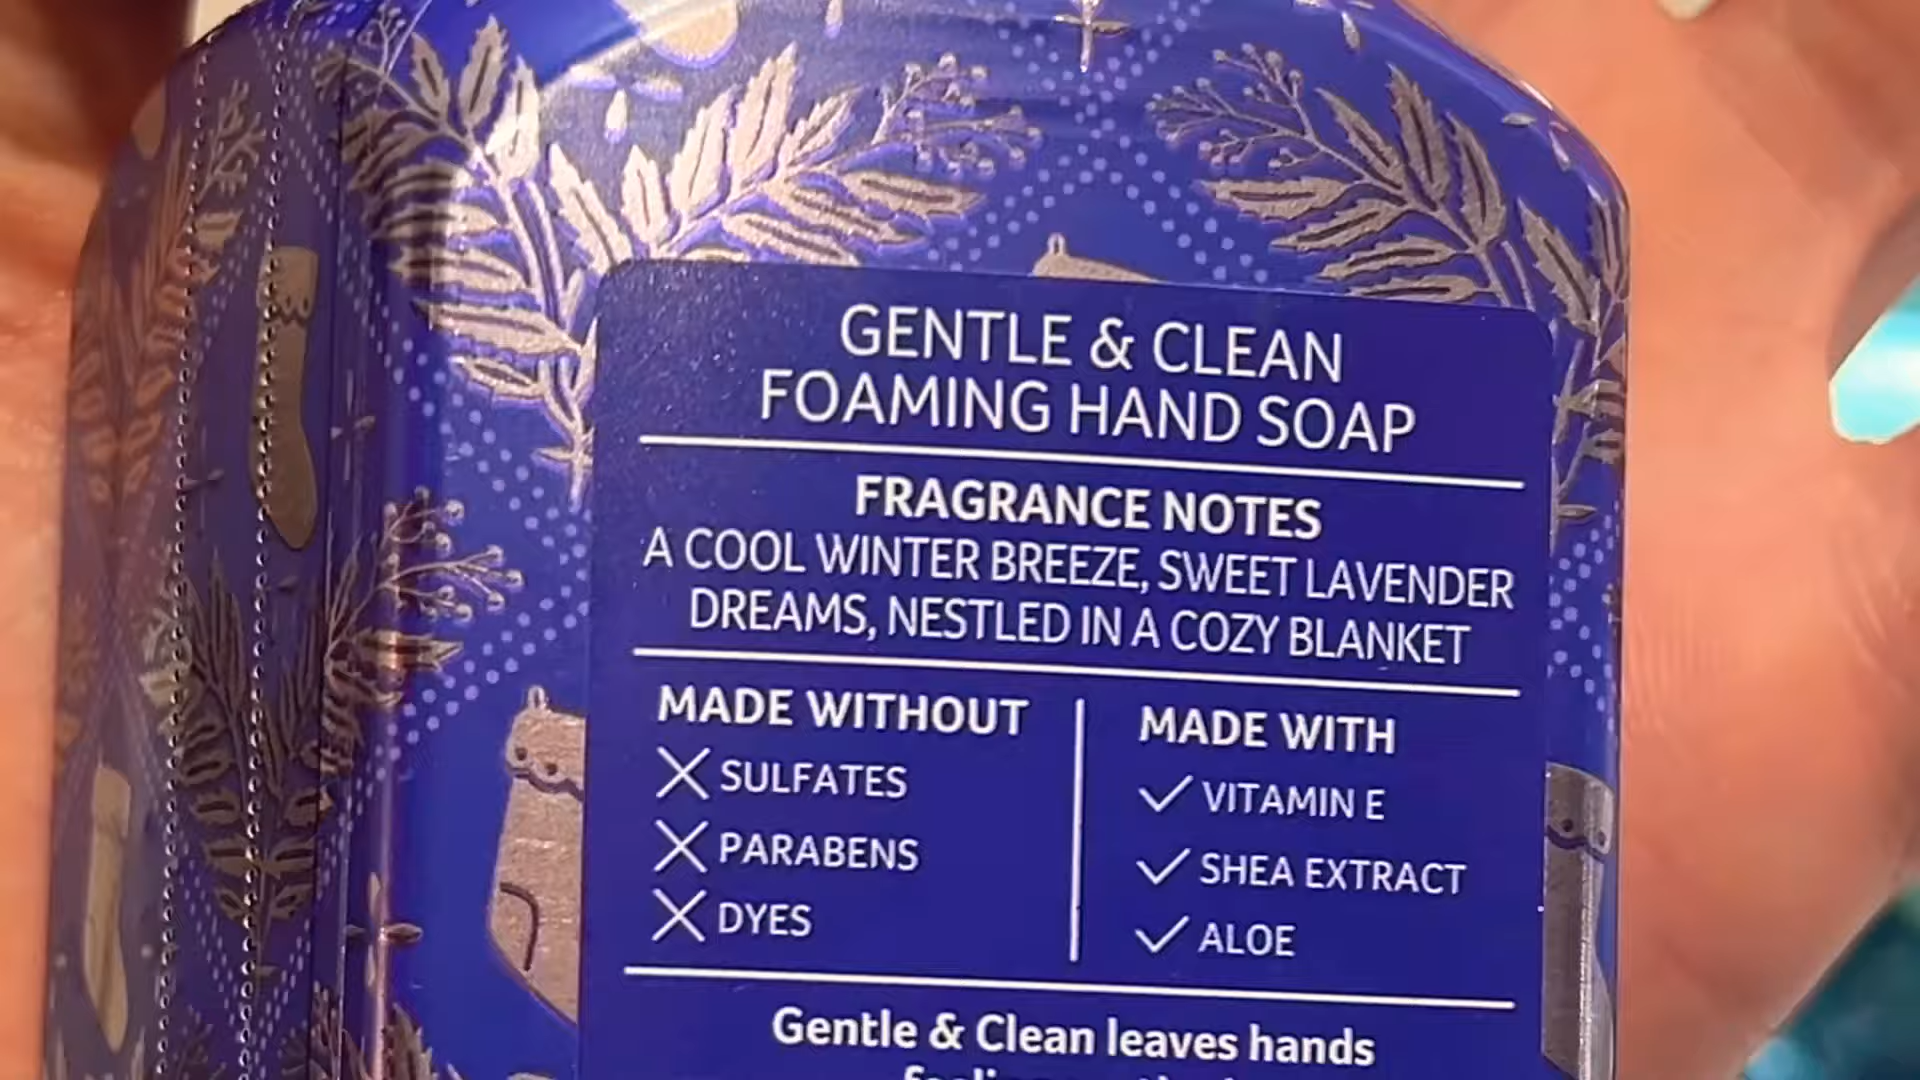 GENTLE & CLEAN
FOAMING HAND SOAP
FRAGRANCE NOTES
A COOL WINTER BREEZE, SWEET LAVENDER
DREAMS, NESTLED IN A COZY BLANKET
MADE WITHOUT
SULFATES
PARABENS
DYES
MADE WITH
VITAMIN E
SHEA EXTRACT
ALOE
Gentle & Clean leaves hands